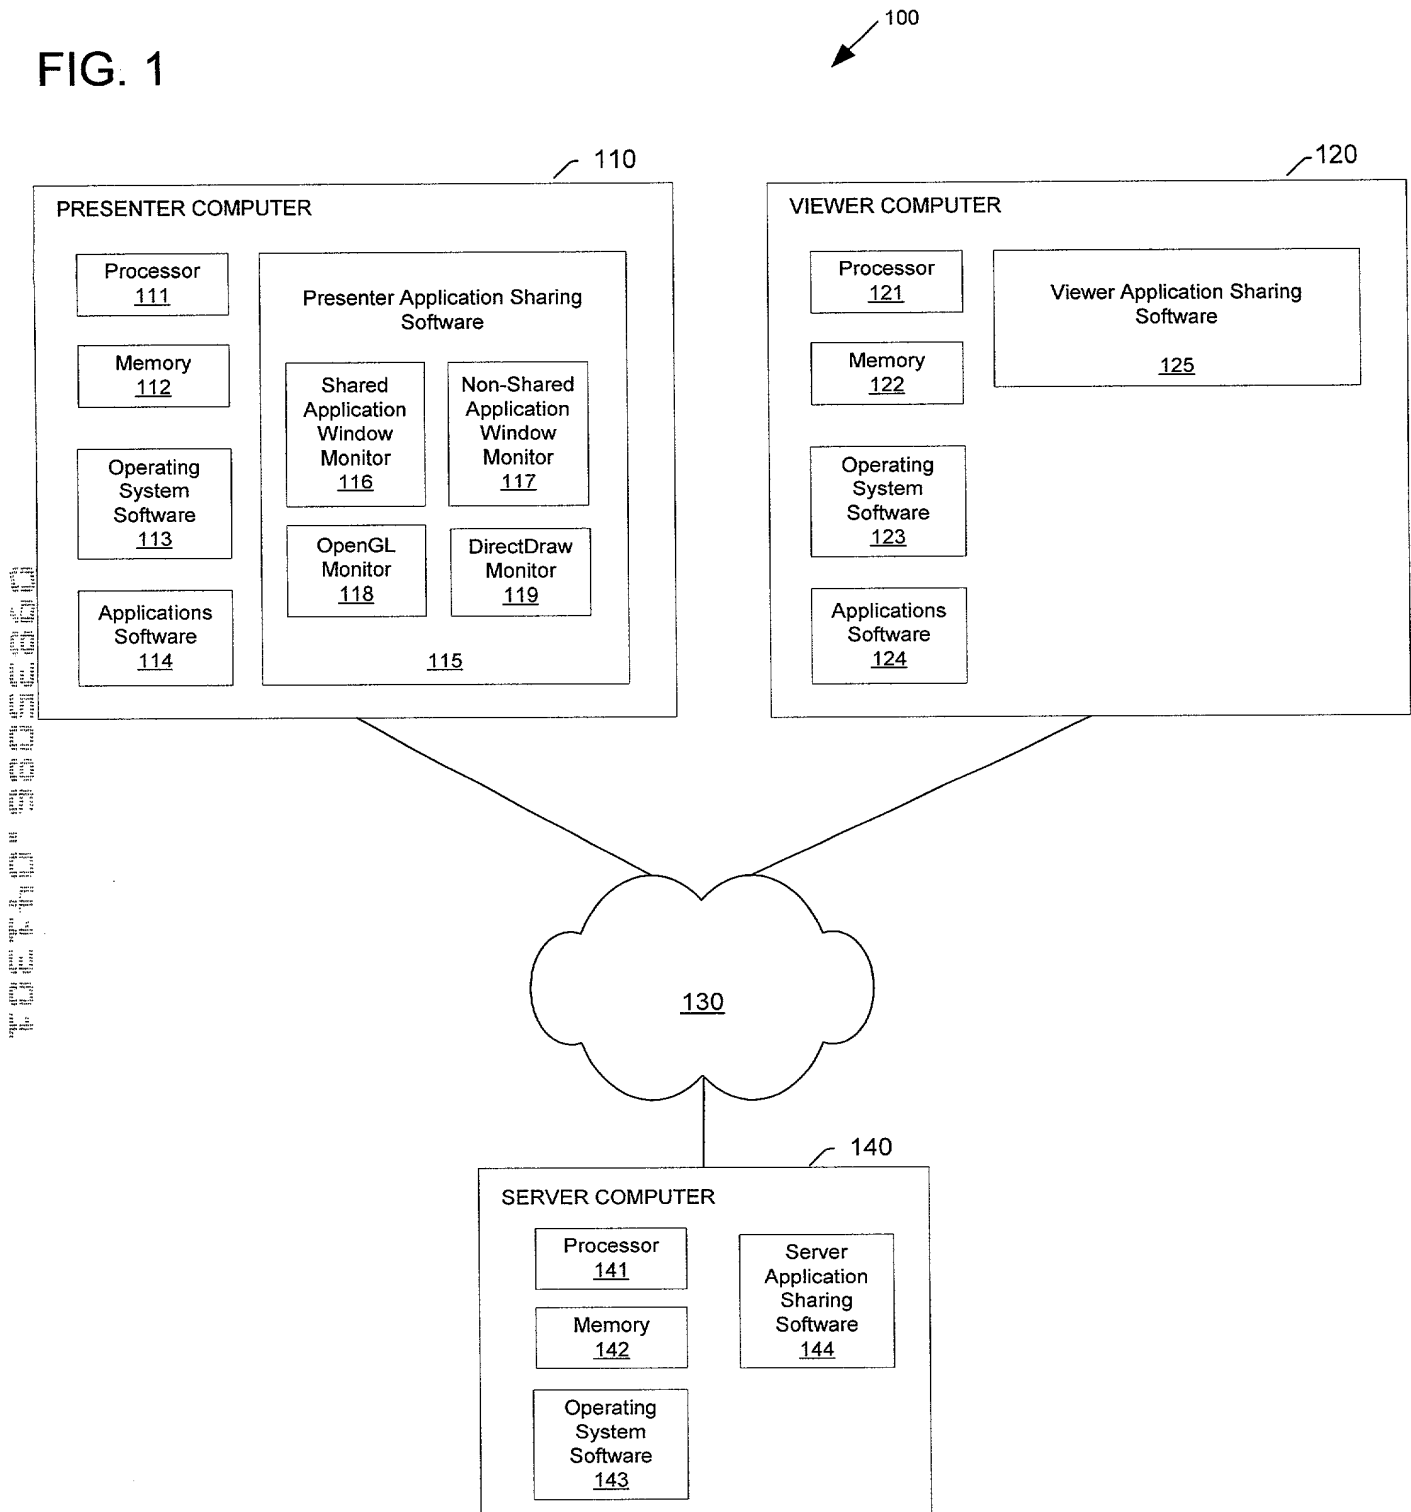 FIG. 1
100
110
PRESENTER COMPUTER
Processor
111
Memory
112
Operating
System
Software
113
Applications
Software
114
Presenter Application Sharing
Software
Shared
Application
Window
Monitor
116
Non-Shared
Application
Window
Monitor
117
OpenGL
Monitor
118
DirectDraw
Monitor
119
115
120
VIEWER COMPUTER
Processor
121
Memory
122
Operating
System
Software
123
Applications
Software
124
Viewer Application Sharing
Software
125
130
140
SERVER COMPUTER
Processor
141
Memory
142
Operating
System
Software
143
Server
Application
Sharing
Software
144